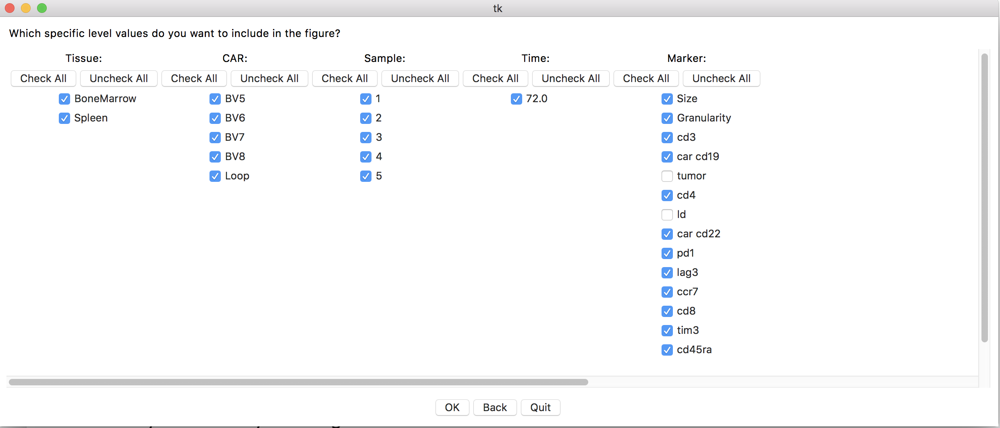 tk
Which specific level values do you want to include in the figure?
Tissue: CAR: Sample: Time: Marker:
Check All Uncheck All Check All Uncheck All Check All Uncheck All Check All Uncheck All Check All Uncheck All
BoneMarrow BV5 1 72.0 Size
Spleen BV6 2 Granularity
BV7 3 cd3
BV8 4 car cd19
Loop 5 tumor
cd4
ld
car cd22
pd1
lag3
ccr7
cd8
tim3
cd45ra
OK Back Quit